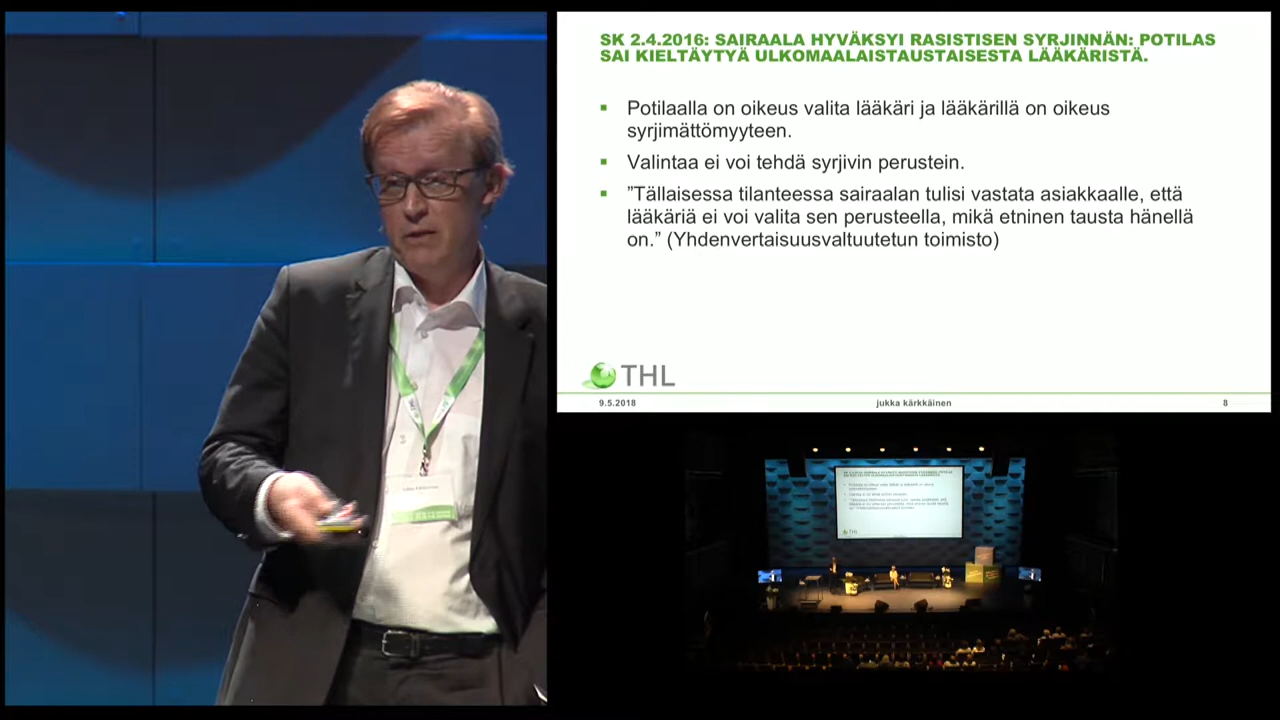 SK 2.4.2016: SAIRAALA HYVÄKSYI RASISTISEN SYRJINNÄN: POTILAS
SAI KIELTÄYTYÄ ULKOMAALAISTAUSTAISESTA LÄÄKÄRISTÄ.
▪ Potilaalla on oikeus valita lääkäri ja lääkärillä on oikeus
syrjimättömyyteen.
▪ Valintaa ei voi tehdä syrjivin perustein.
▪ ”Tällaisessa tilanteessa sairaalan tulisi vastata asiakkaalle, että
lääkäriä ei voi valita sen perusteella, mikä etninen tausta hänellä
on.” (Yhdenvertaisuusvaltuutetun toimisto)
THL
9.5.2018 jukka kärkkäinen 8
THL